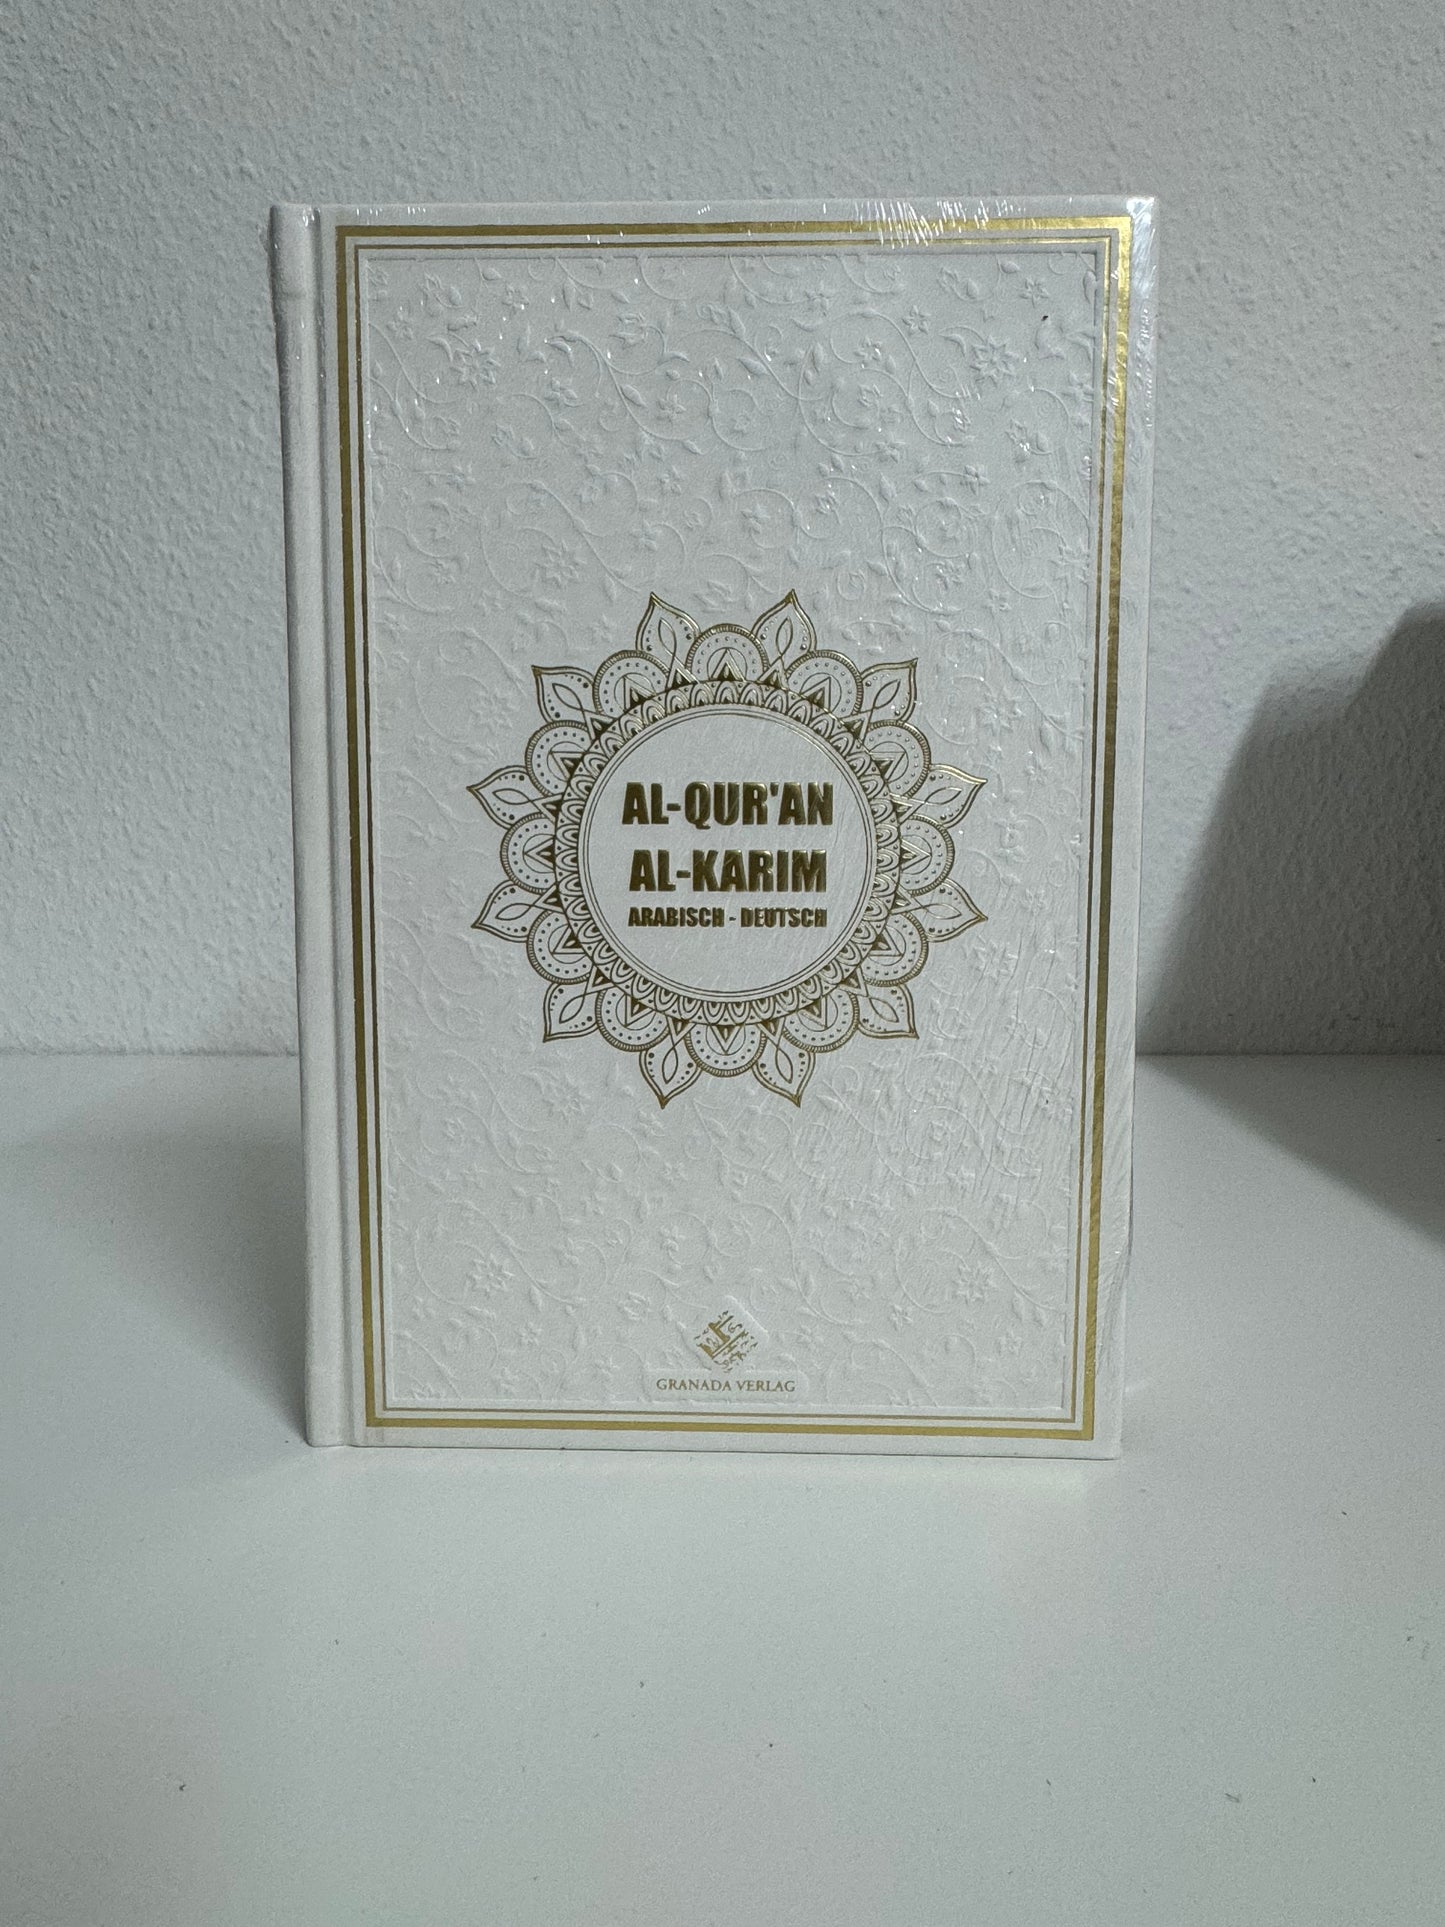 AL-QUR'AN
AL-KARIM
ARABISCH - DEUTSCH
GRANADA VERLAG